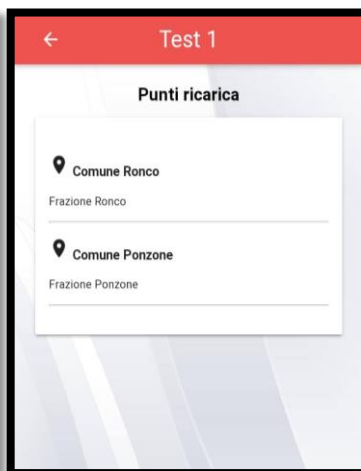 Test 1
Punti ricarica
Comune Ronco
Frazione Ronco
Comune Ponzone
Frazione Ponzone